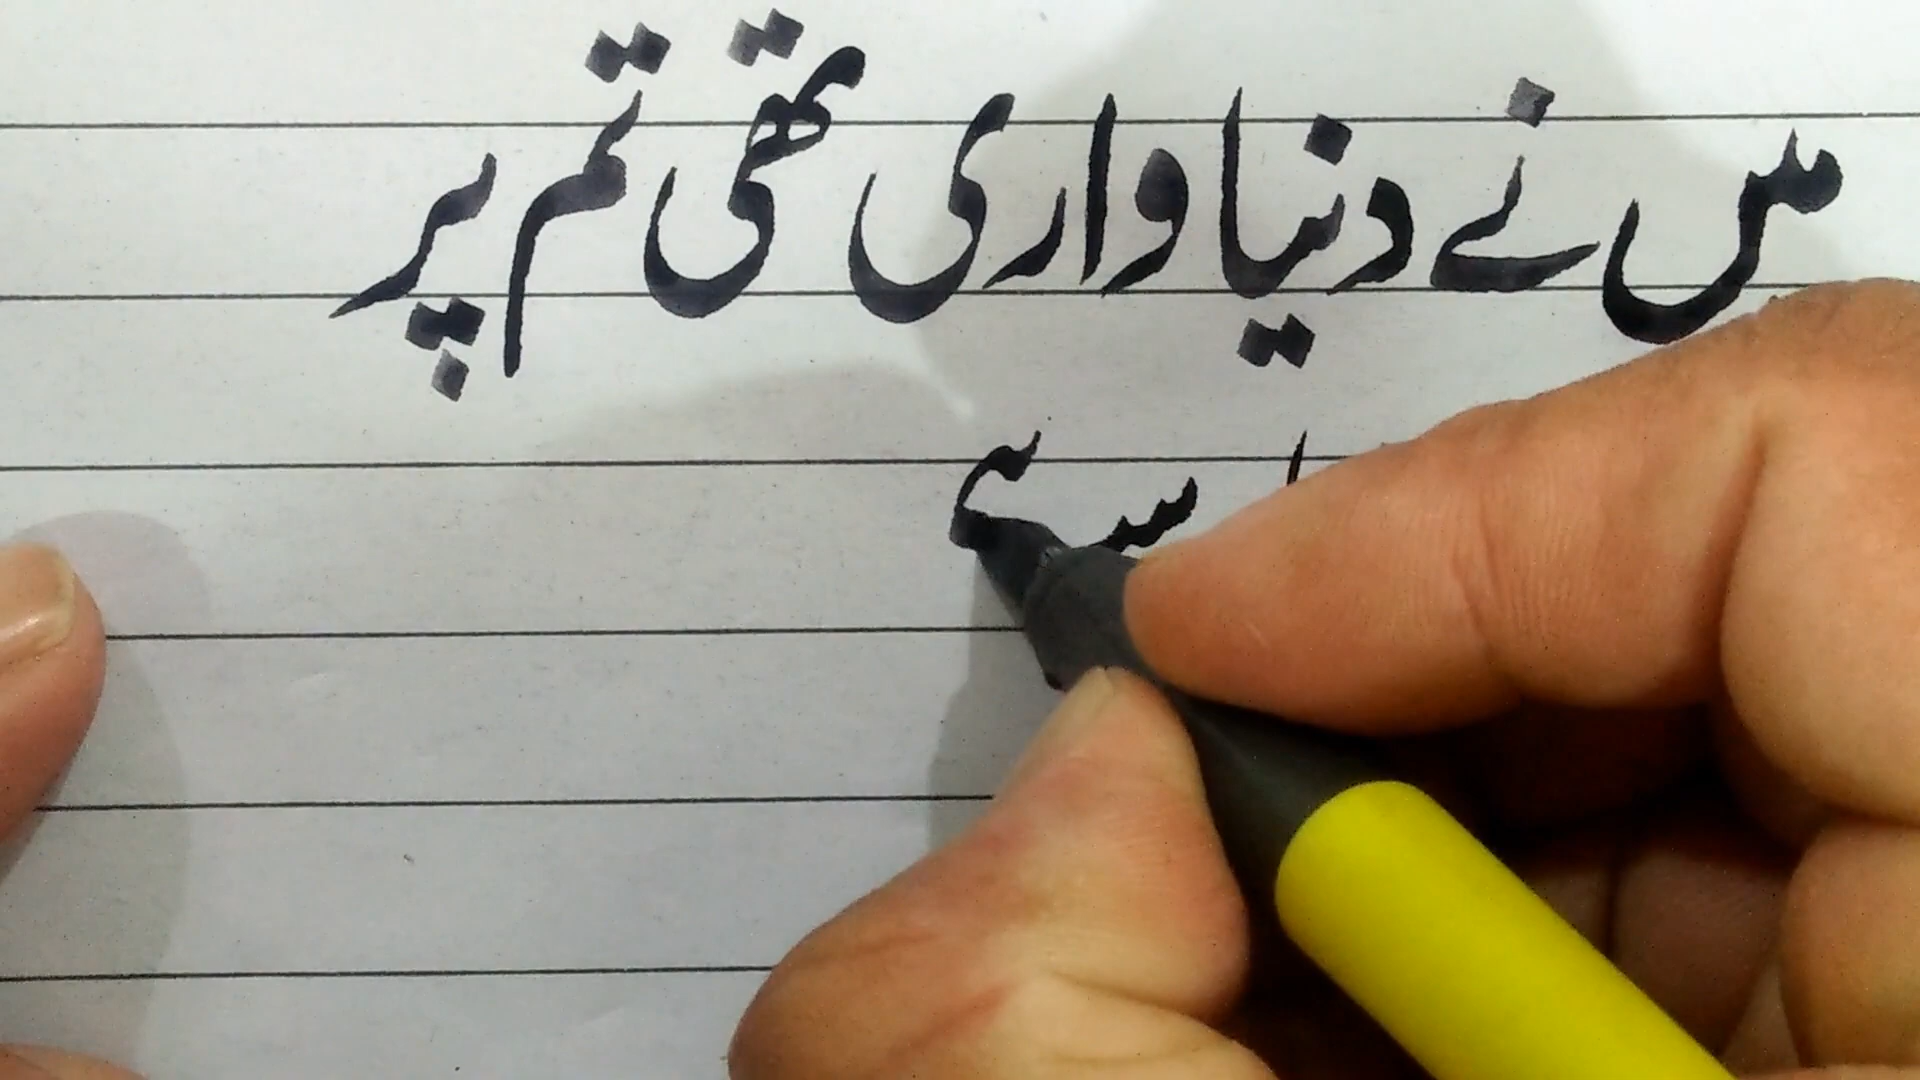 میں نے دنیا واری تھی تم پر